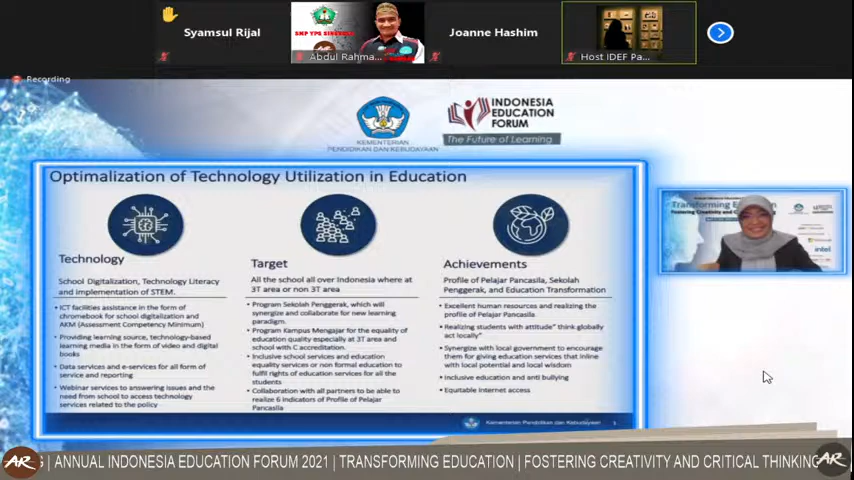 Syamsul Rijal
Joanne Hashim
SMP YPS SINGKOLE
Abdul Rahma...
Host IDEF Pa...
Recording
KEMENTERIAN
PENDIDIKAN DAN KEBUDAYAAN
INDONESIA
EDUCATION
FORUM
The Future of Learning
Optimalization of Technology Utilization in Education
Technology
School Digitalization, Technology Literacy
and implementation of STEM.
• ICT facilities assistance in the form of
chromebook for school digitalization and
AKM (Assessment Competency Minimum)
• Providing learning source, technology-based
learning media in the form of video and digital
books
• Data services and e-services for all form of
service and reporting
• Webinar services to answering issues and the
need from school to access technology
services related to the policy
Target
All the school all over Indonesia where at
3T area or non 3T area
• Program Sekolah Penggerak, which will
synergize and collaborate for new learning
paradigm.
• Program Kampus Mengajar for the equality of
education quality especially at 3T area and
school with C accreditation.
• Inclusive school services and education
equality services or non formal education to
fulfil rights of education services for all the
students
• Collaboration with all partners to be able to
realize 6 indicators of Profile of Pelajar
Pancasila
Achievements
Profile of Pelajar Pancasila, Sekolah
Penggerak, and Education Transformation
• Excellent human resources and realizing the
profile of Pelajar Pancasila
• Realizing students with attitude" think globally
act locally"
• Synergize with local government to encourage
them for giving education services that inline
with local potential and local wisdom
• Inclusive education and anti bullying
• Equitable internet access
Kementerian Pendidikan dan Kebudayaan
Transforming Education
Fostering Creativity and C
intel
AR
G | ANNUAL INDONESIA EDUCATION FORUM 2021 | TRANSFORMING EDUCATION | FOSTERING CREATIVITY AND CRITICAL THINKING
AR